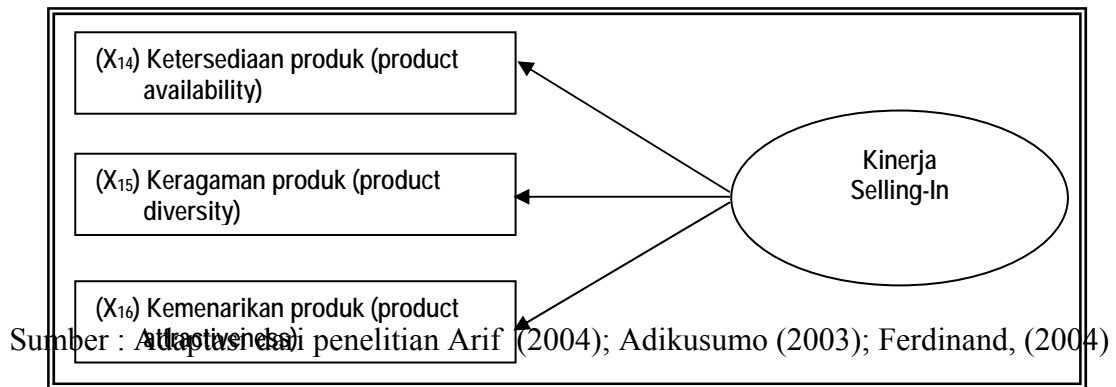 (X₁₄) Ketersediaan produk (product
availability)
(X₁₅) Keragaman produk (product
diversity)
(X₁₆) Kemenarikan produk (product
attractiveness)
Kinerja
Selling-In
Sumber : Adaptasi dari penelitian Arif (2004); Adikusumo (2003); Ferdinand, (2004)